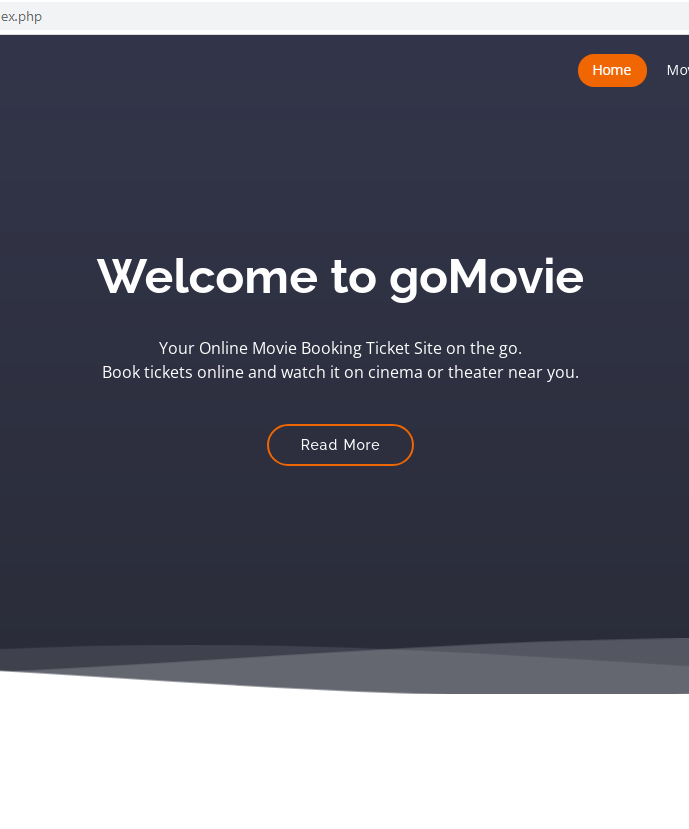 ex.php
Home
Welcome to goMovie
Your Online Movie Booking Ticket Site on the go.
Book tickets online and watch it on cinema or theater near you.
Read More